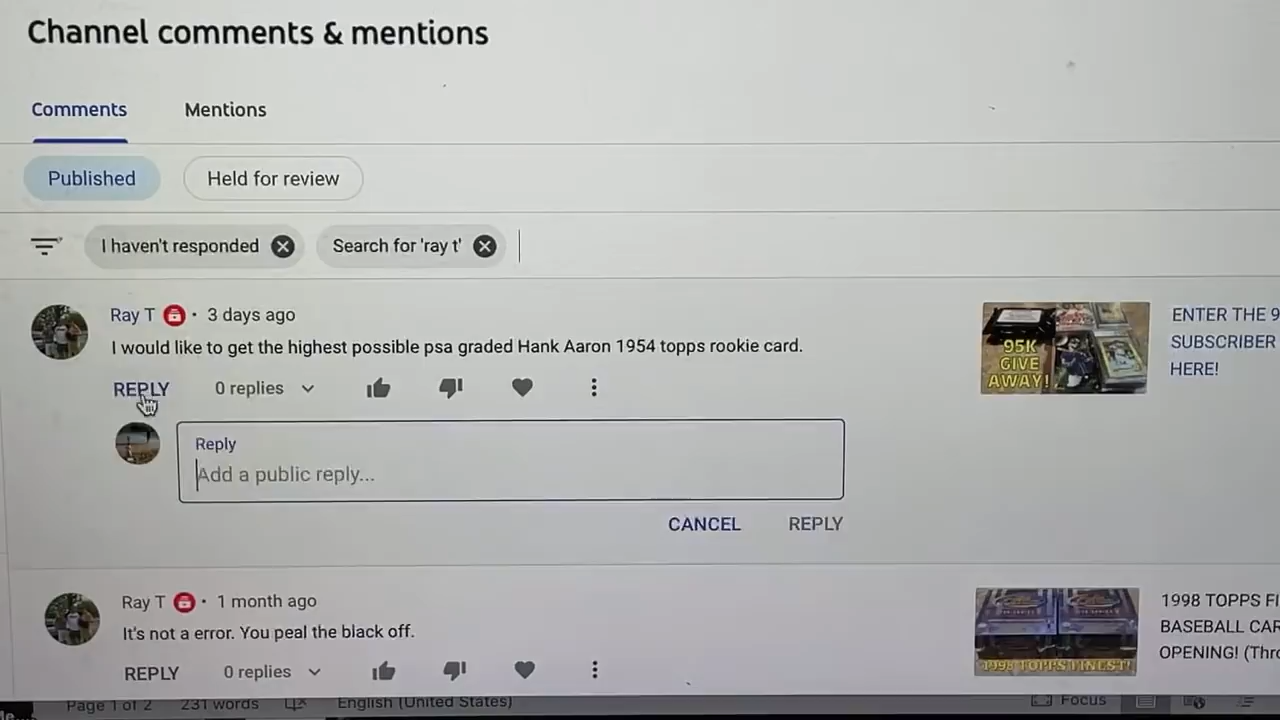 Channel comments & mentions
Comments
Mentions
Published
Held for review
I haven't responded
Search for 'ray t'
Ray T · 3 days ago
I would like to get the highest possible psa graded Hank Aaron 1954 topps rookie card.
REPLY
0 replies
95K
GIVE
AWAY!
ENTER THE 9
SUBSCRIBER
HERE!
Reply
Add a public reply...
CANCEL
REPLY
Ray T · 1 month ago
It's not a error. You peal the black off.
REPLY
0 replies
1998 TOPPS FINEST!
1998 TOPPS FI
BASEBALL CAR
OPENING! (Thro
Page 1 of 2
231 words
English (United States)
Focus